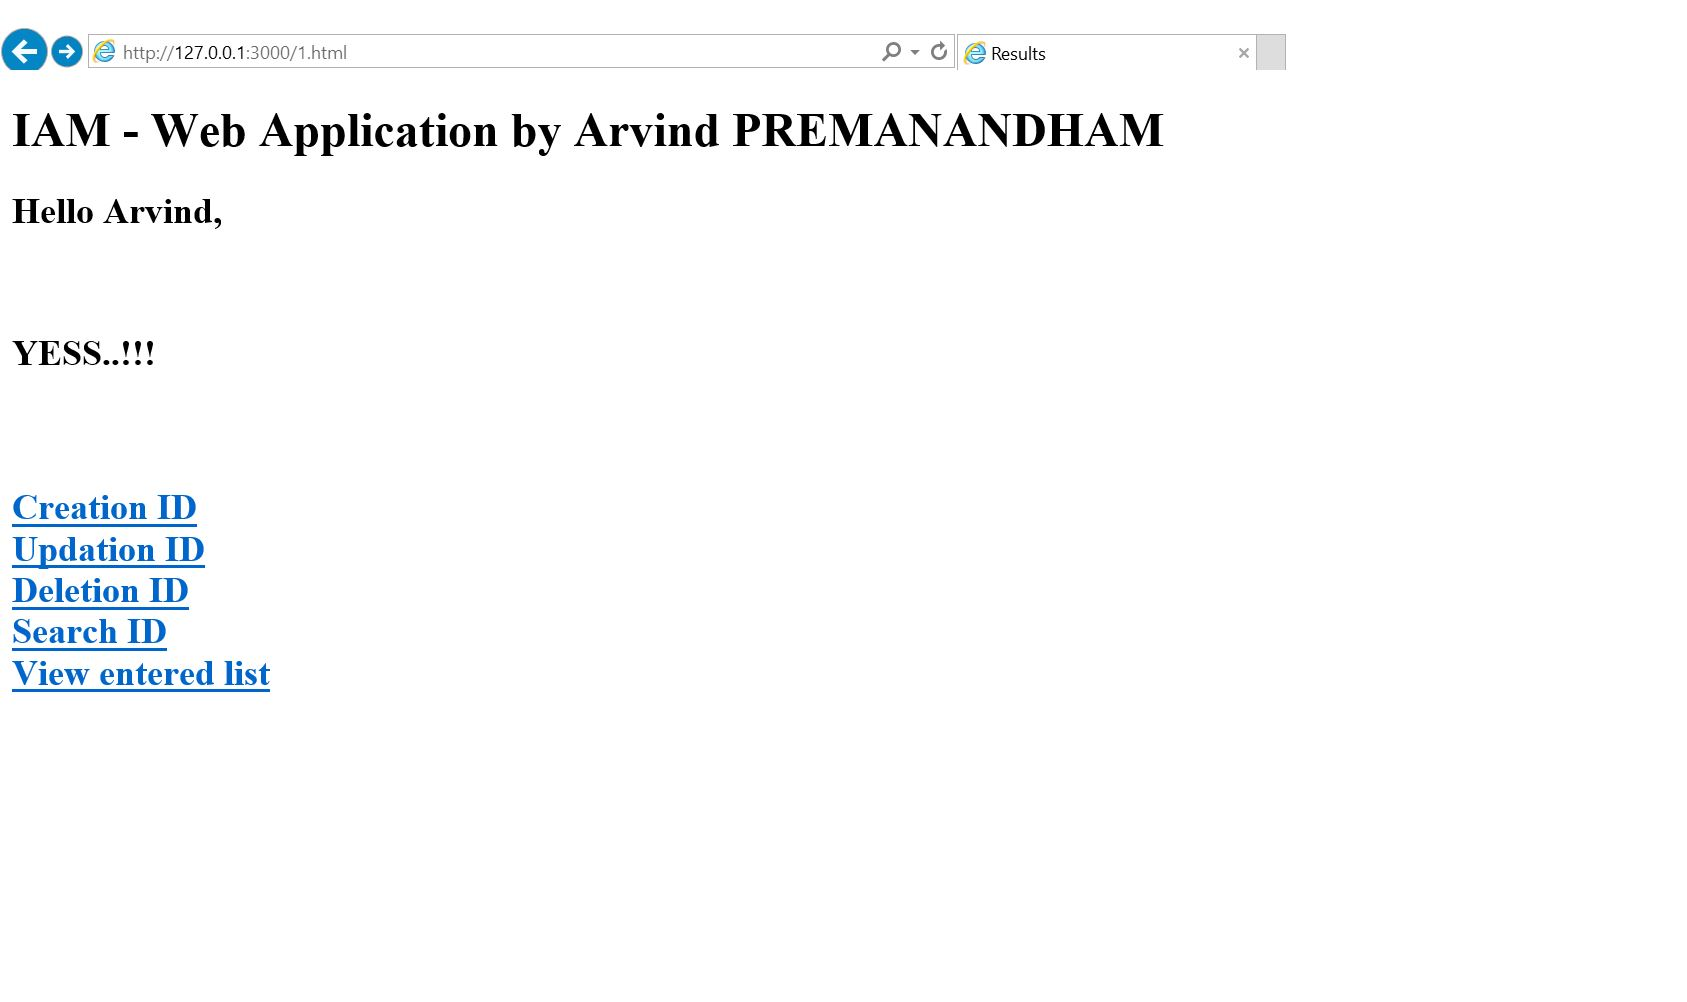 http://127.0.0.1:3000/1.html
Results
IAM - Web Application by Arvind PREMANANDHAM
Hello Arvind,
YESS..!!!
Creation ID
Updation ID
Deletion ID
Search ID
View entered list